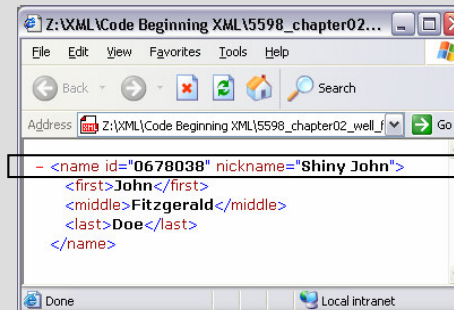 Z:\XML\Code Beginning XML\5598_chapter02...
File Edit View Favorites Tools Help
Back Search
Address Z:\XML\Code Beginning XML\5598_chapter02_well_f Go
- <name id="0678038" nickname="Shiny John">
<first>John</first>
<middle>Fitzgerald</middle>
<last>Doe</last>
</name>
Done Local intranet